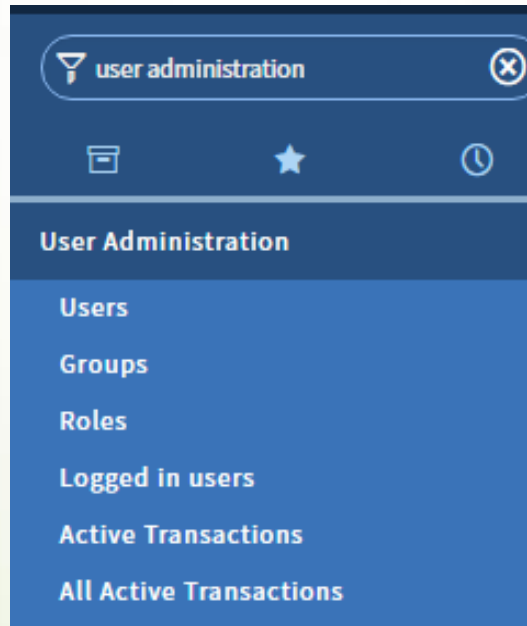 user administration
User Administration
Users
Groups
Roles
Logged in users
Active Transactions
All Active Transactions